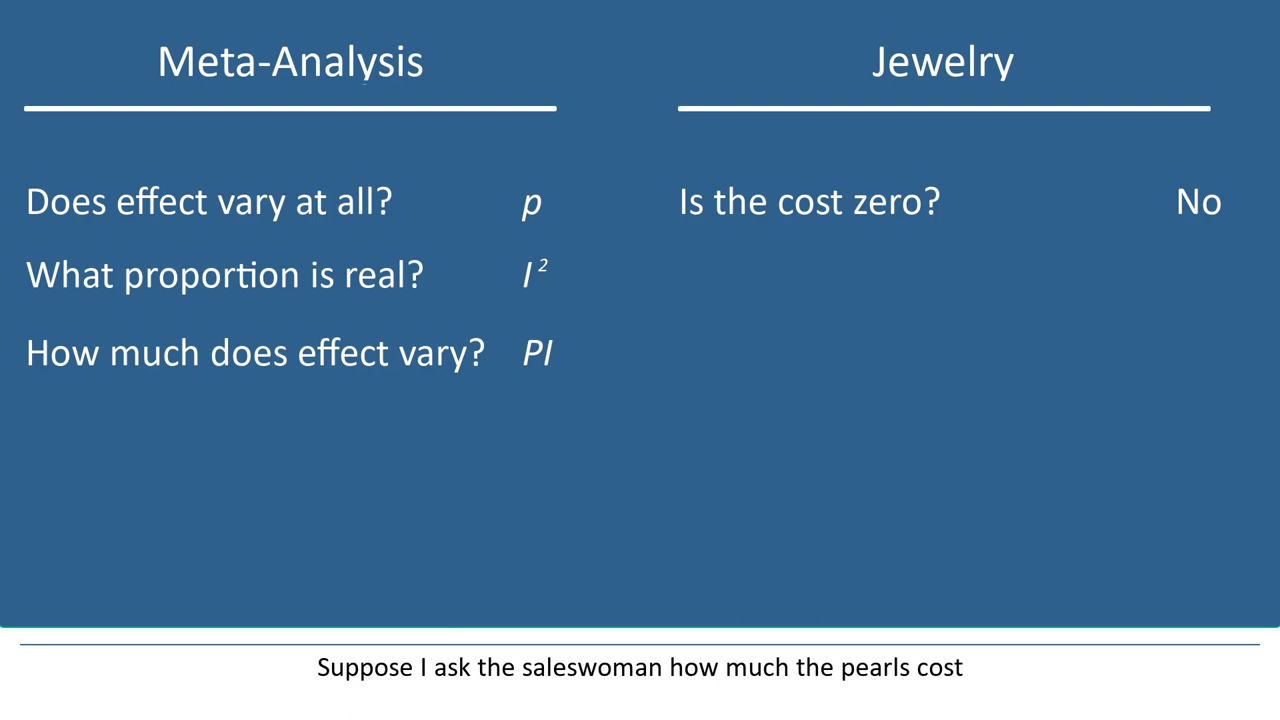 Meta-Analysis
Jewelry
Does effect vary at all? p
Is the cost zero? No
What proportion is real? I²
How much does effect vary? PI
Suppose I ask the saleswoman how much the pearls cost